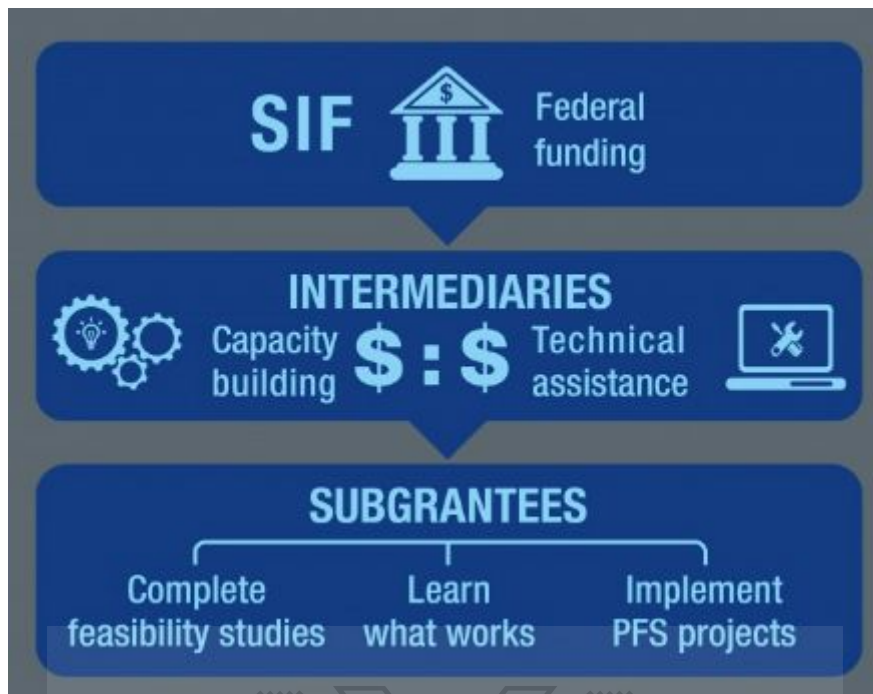 SIF
$
Federal
funding
INTERMEDIARIES
Capacity
building
$ : $
Technical
assistance
SUBGRANTEES
Complete
feasibility studies
Learn
what works
Implement
PFS projects